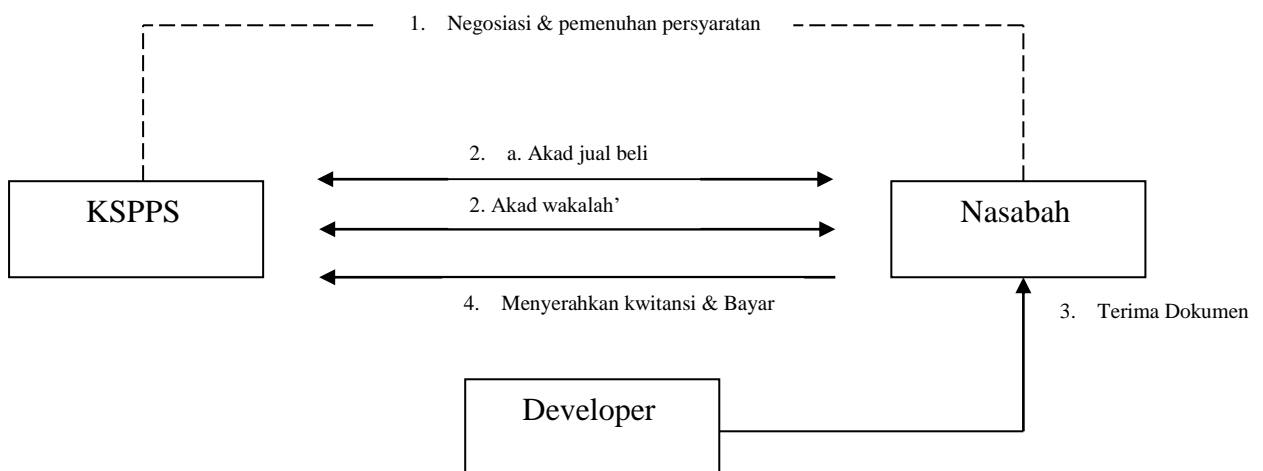 1. Negosiasi & pemenuhan persyaratan
2. a. Akad jual beli
KSPPS
2. Akad wakalah’
Nasabah
4. Menyerahkan kwitansi & Bayar
3. Terima Dokumen
Developer